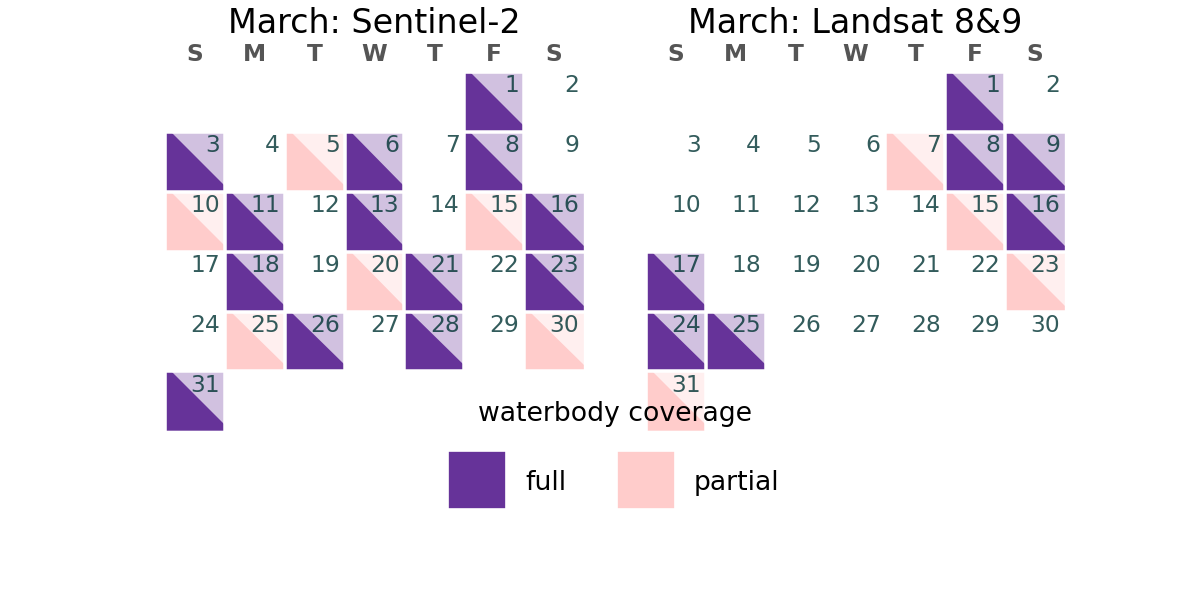 March: Sentinel-2
S M T W T F S
1 2
3 4 5 6 7 8 9
10 11 12 13 14 15 16
17 18 19 20 21 22 23
24 25 26 27 28 29 30
31
March: Landsat 8&9
S M T W T F S
1 2
3 4 5 6 7 8 9
10 11 12 13 14 15 16
17 18 19 20 21 22 23
24 25 26 27 28 29 30
31
waterbody coverage
full partial